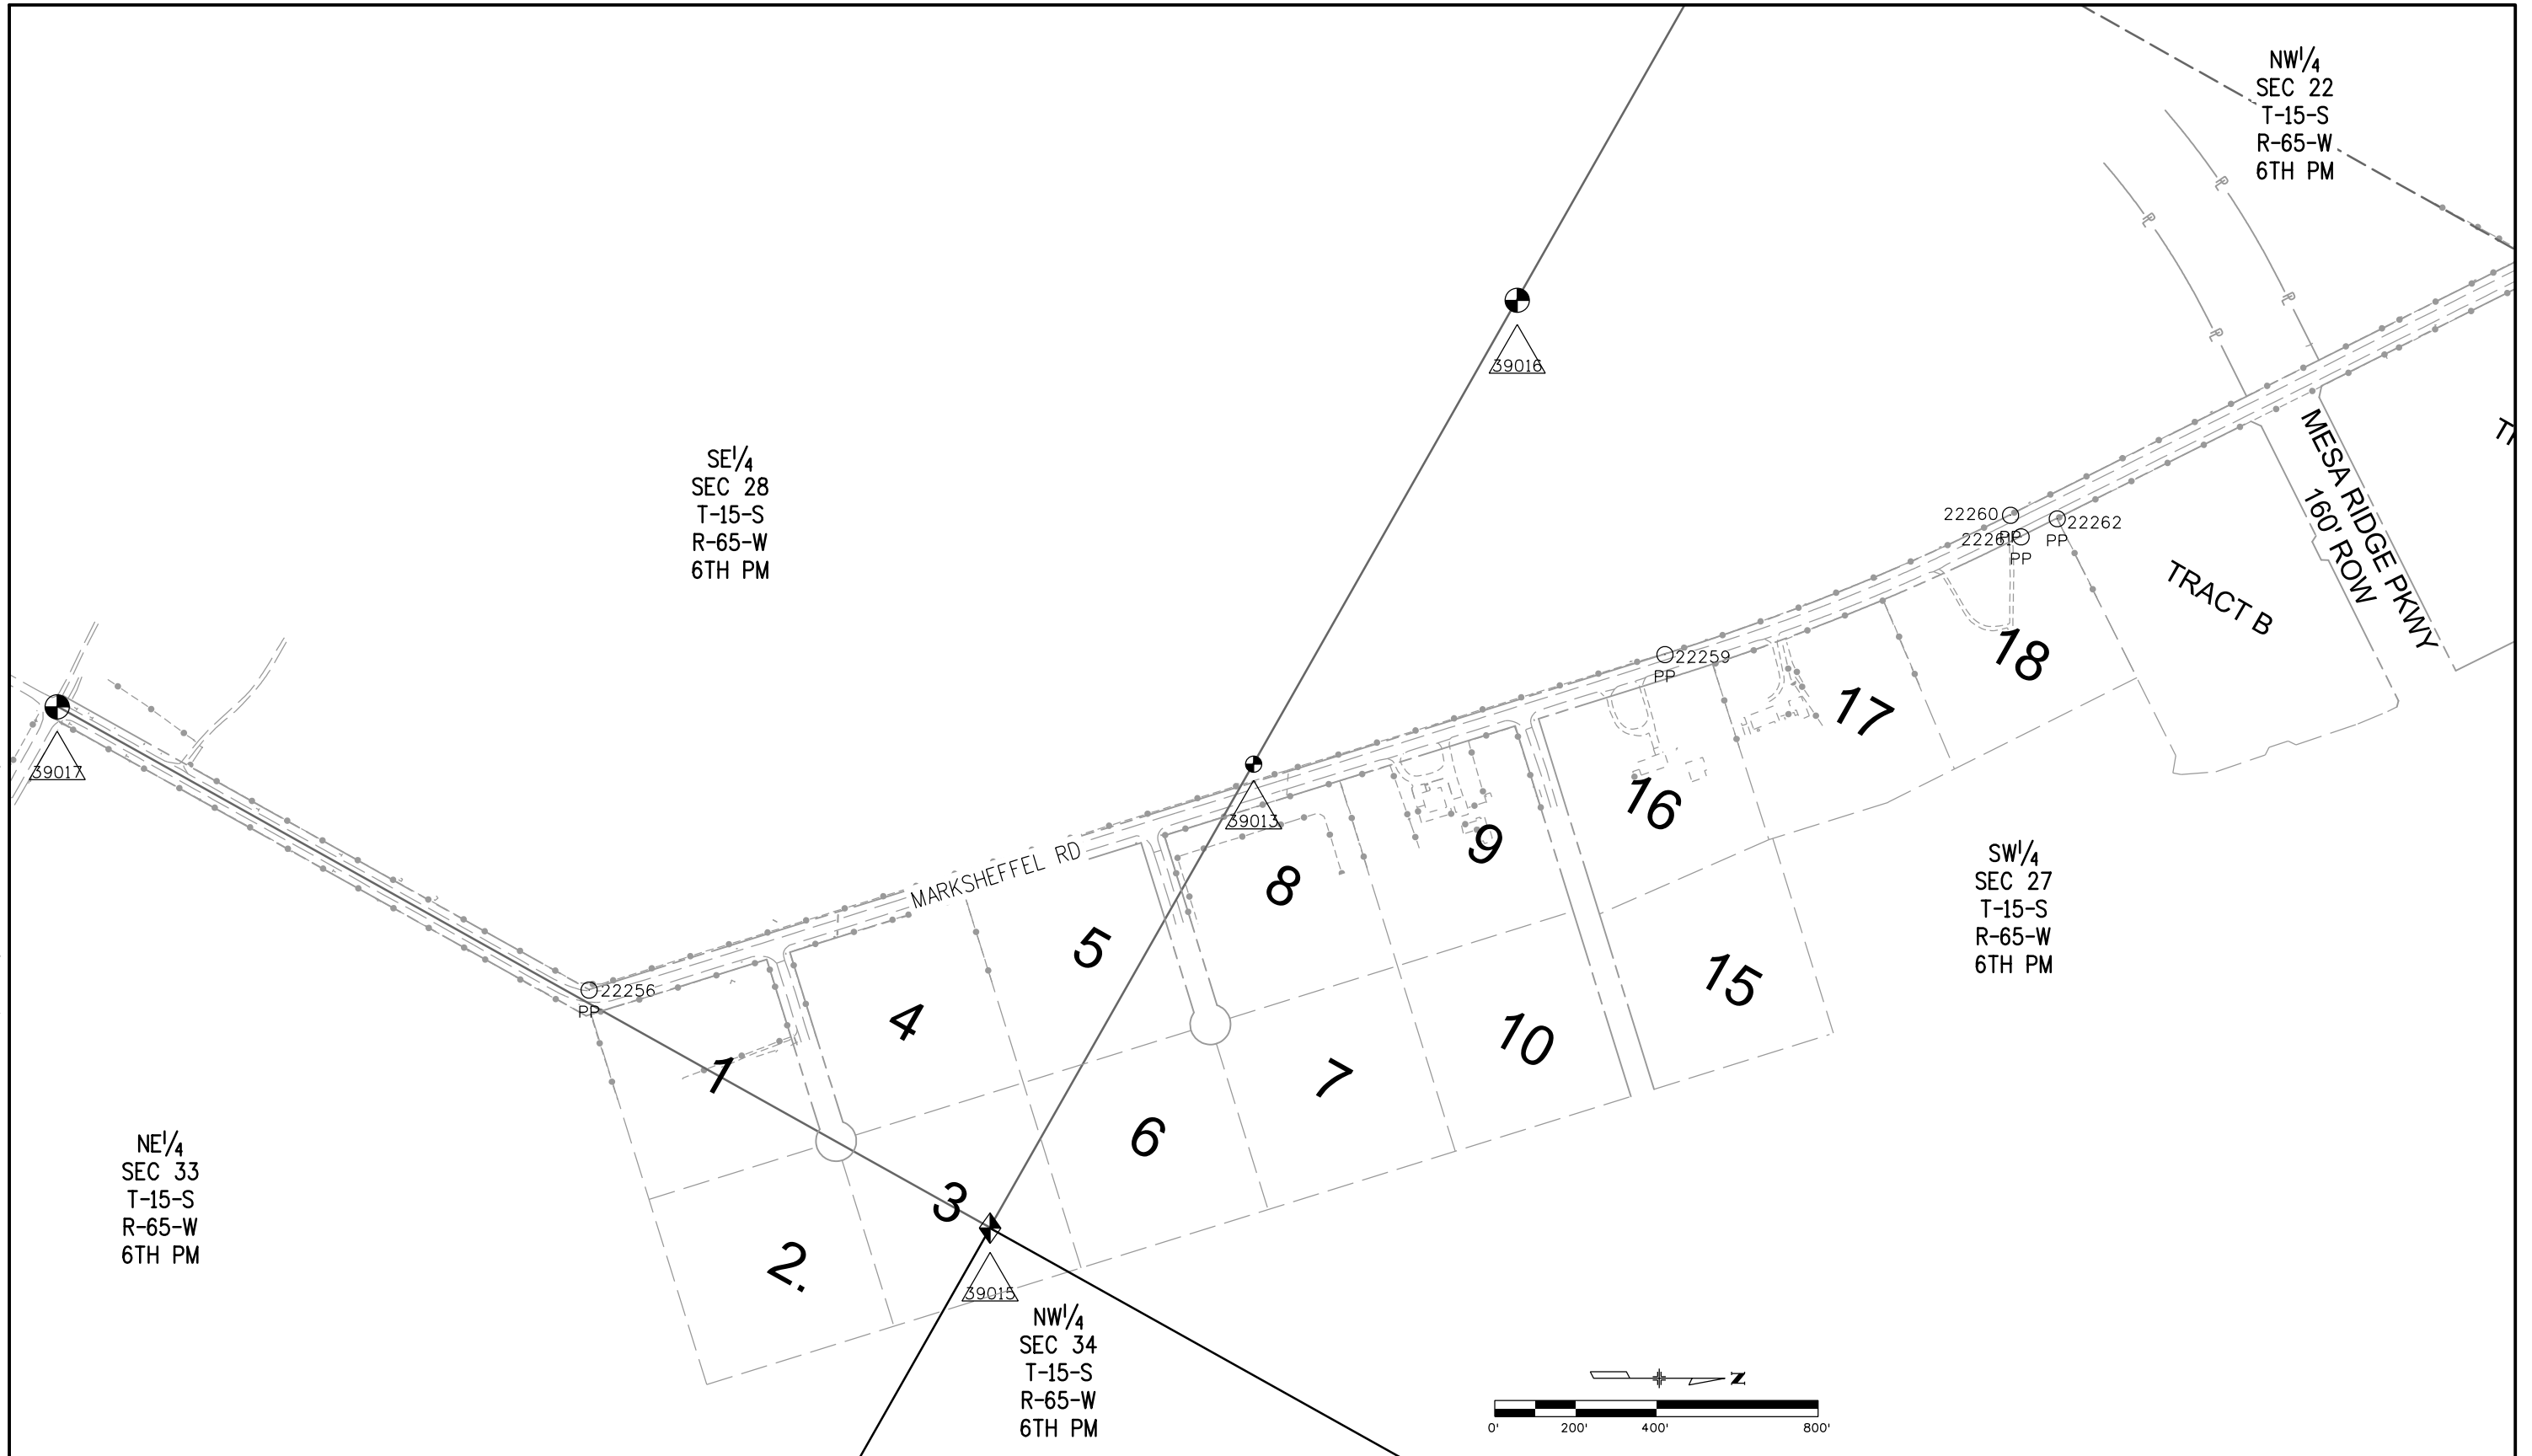 NW1/4
SEC 22
T-15-S
R-65-W
6TH PM
39016
SE1/4
SEC 28
T-15-S
R-65-W
6TH PM
MESA RIDGE PKWY
160' ROW
22260
PP
22262
PP
PP
TRACT B
22259
PP
18
17
16
39017
39013
MARKSHEFFEL RD
9
8
5
4
SW1/4
SEC 27
T-15-S
R-65-W
6TH PM
15
22256
PP
10
7
1
6
3
2.
NE1/4
SEC 33
T-15-S
R-65-W
6TH PM
39015
NW1/4
SEC 34
T-15-S
R-65-W
6TH PM
N
0' 200' 400' 800'